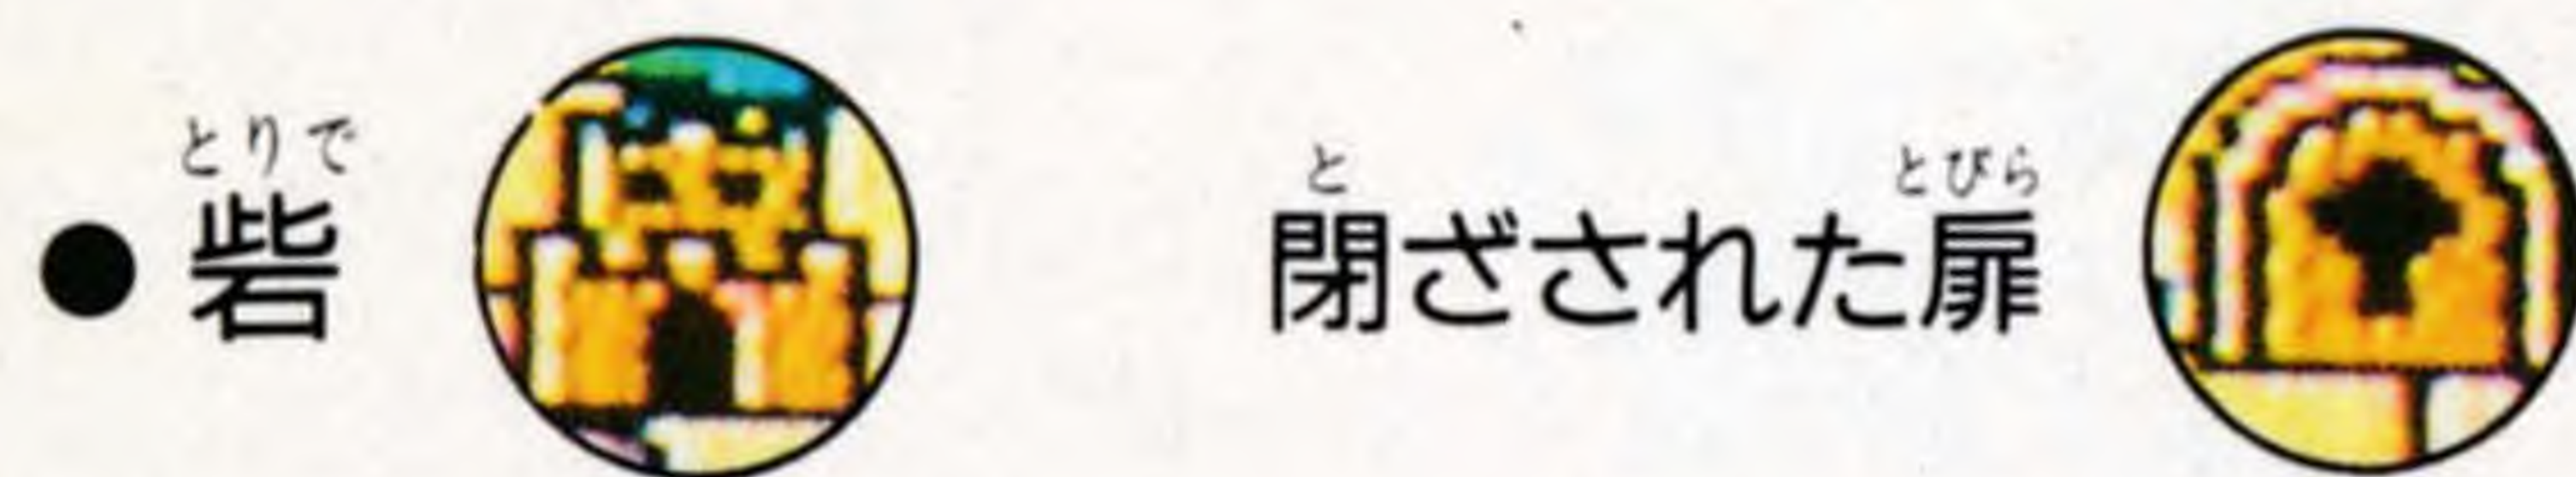 とりで
● 砦
と とびら
閉ざされた扉